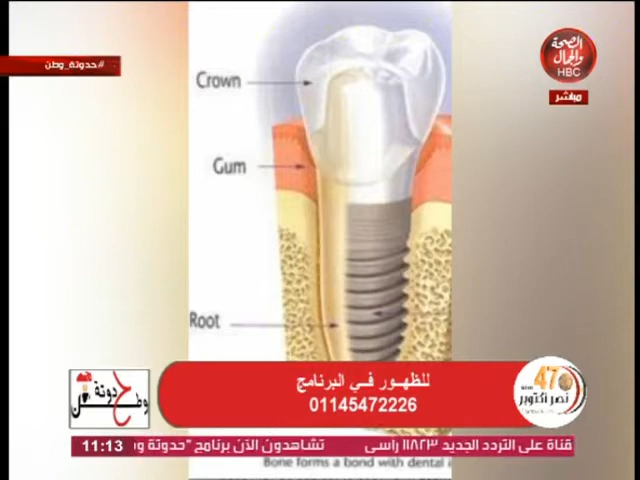 #حدوتة_وطن
الصحة
والجمال
HBC
مباشر
Crown
Gum
Root
للظهور في البرنامج
01145472226
حدوتة
وطن
47
نصر أكتوبر
قناة على التردد الجديد ١١٨٢٣ راسى تشاهدون الآن برنامج "حدوتة
11:13
Bone forms a bond with dental